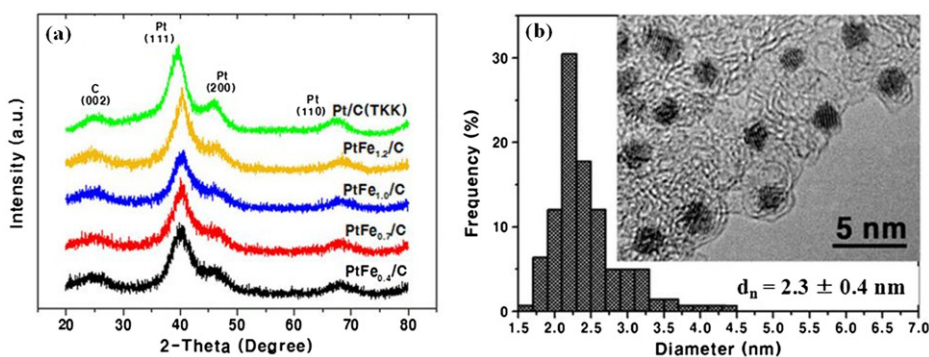 (a)
Pt
(111)
C
(002)
Pt
(200)
Pt
(110)
Pt/C(TKK)
PtFe1.2/C
PtFe1.0/C
PtFe0.7/C
PtFe0.4/C
Intensity (a.u.)
20 30 40 50 60 70 80
2-Theta (Degree)
(b)
30
20
10
0
Frequency (%)
5 nm
dn = 2.3 ± 0.4 nm
1.5 2.0 2.5 3.0 3.5 4.0 4.5 5.0 5.5 6.0 6.5 7.0
Diameter (nm)